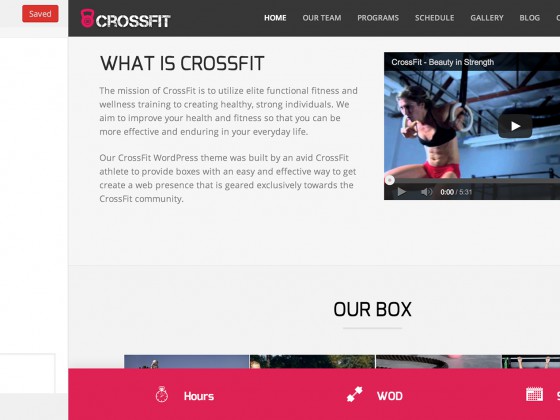 Saved
CROSSFIT
HOME OUR TEAM PROGRAMS SCHEDULE GALLERY BLOG
WHAT IS CROSSFIT
The mission of CrossFit is to utilize elite functional fitness and
wellness training to creating healthy, strong individuals. We
aim to improve your health and fitness so that you can be
more effective and enduring in your everyday life.
Our CrossFit WordPress theme was built by an avid CrossFit
athlete to provide boxes with an easy and effective way to get
create a web presence that is geared exclusively towards the
CrossFit community.
CrossFit - Beauty in Strength
0:00 / 5:31
OUR BOX
Hours WOD